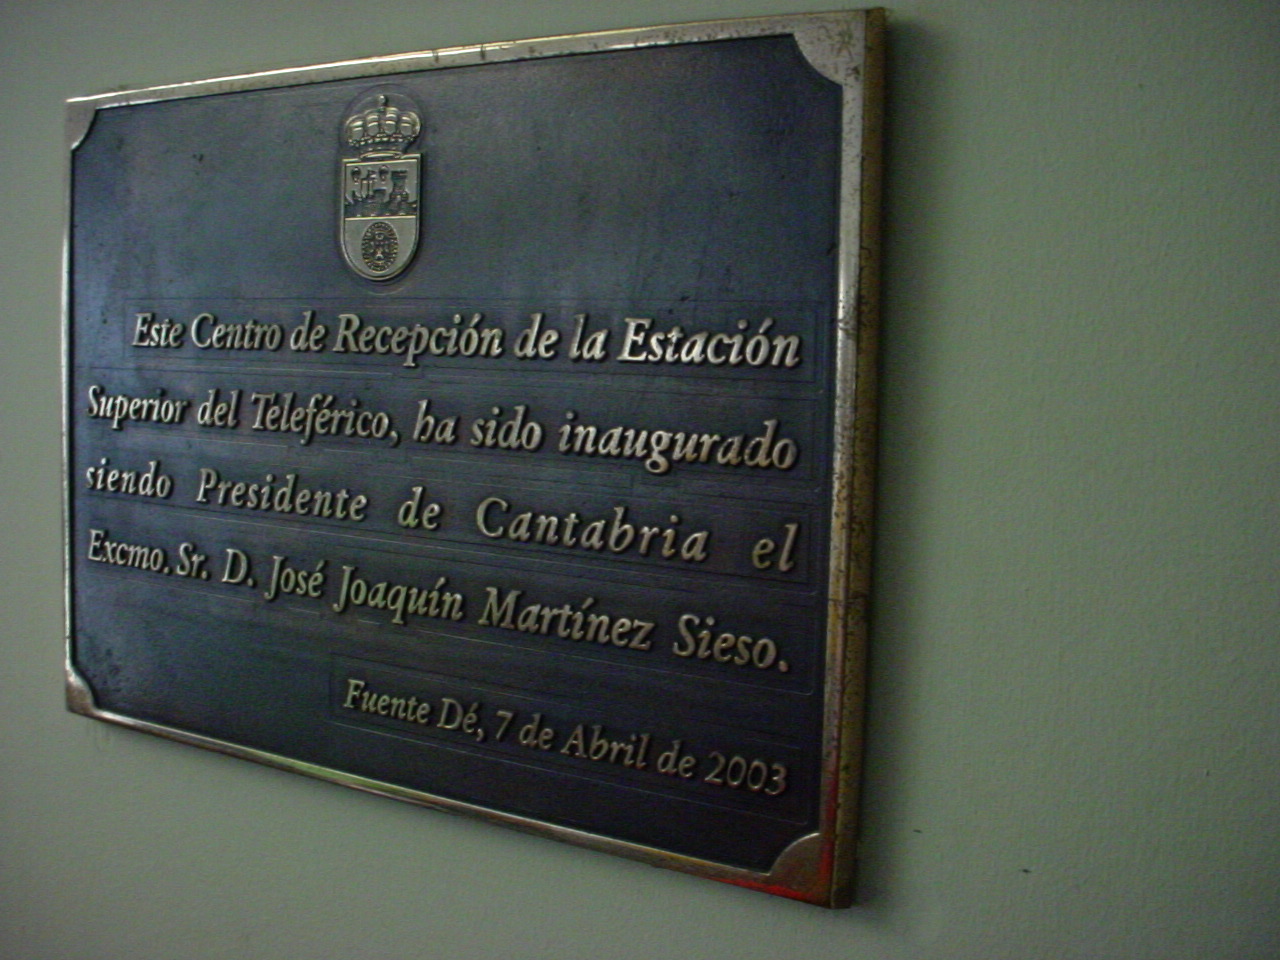 Este Centro de Recepción de la Estación
Superior del Teleférico, ha sido inaugurado
siendo Presidente de Cantabria el
Excmo. Sr. D. José Joaquín Martínez Sieso.
Fuente Dé, 7 de Abril de 2003